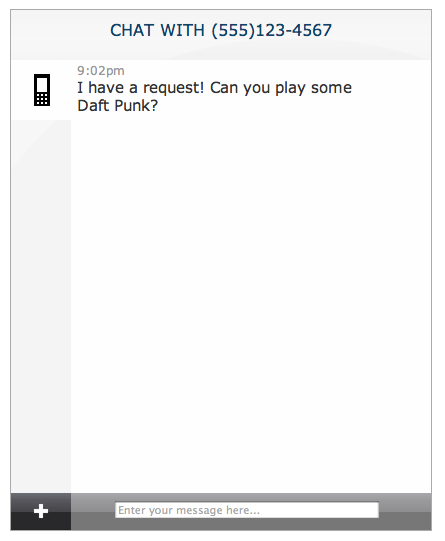 CHAT WITH (555)123-4567
9:02pm
I have a request! Can you play some
Daft Punk?
Enter your message here...